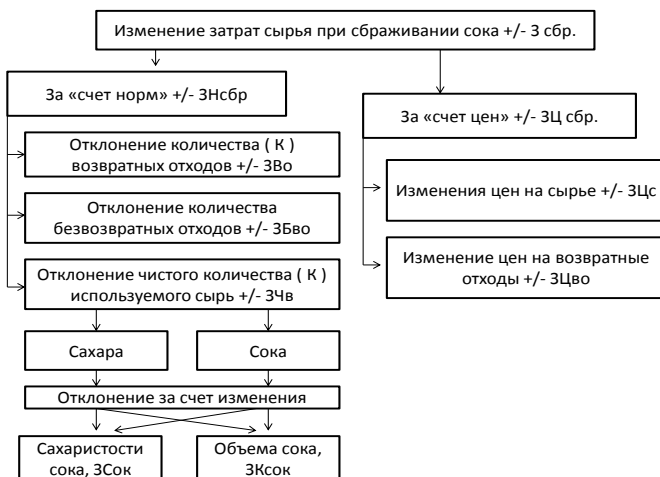 Изменение затрат сырья при сбраживании сока +/- З сбр.
За «счет норм» +/- ЗНсбр
За «счет цен» +/- ЗЦ сбр.
Отклонение количества ( К )
возвратных отходов +/- ЗВо
Отклонение количества
безвозвратных отходов +/- ЗБво
Отклонение чистого количества ( К )
используемого сырь +/- ЗЧв
Изменения цен на сырье +/- ЗЦс
Изменение цен на возвратные
отходы +/- ЗЦво
Сахара
Сока
Отклонение за счет изменения
Сахаристости
сока, ЗСок
Объема сока,
ЗКсок